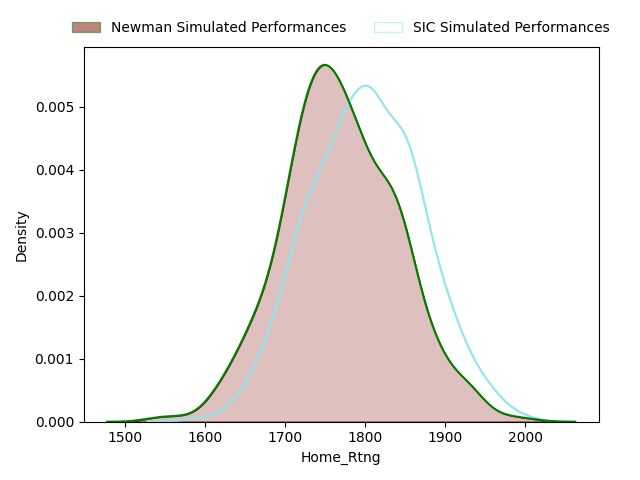 Newman Simulated Performances SIC Simulated Performances
0.005
0.004
0.003
0.002
0.001
0.000
Density
1500 1600 1700 1800 1900 2000
Home_Rtng